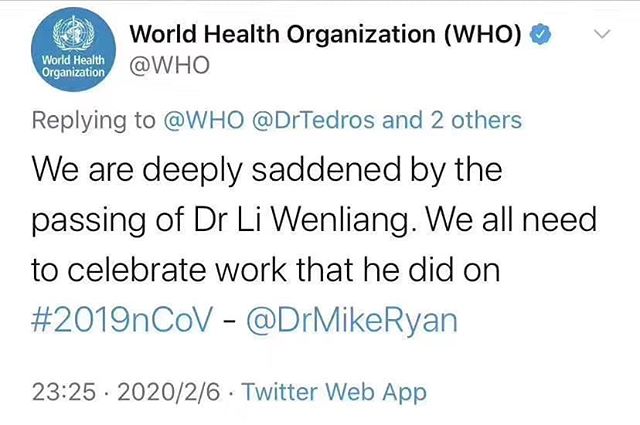 World Health Organization (WHO)
World Health
Organization
@WHO
Replying to @WHO @DrTedros and 2 others
We are deeply saddened by the
passing of Dr Li Wenliang. We all need
to celebrate work that he did on
#2019nCoV - @DrMikeRyan
23:25 · 2020/2/6 · Twitter Web App